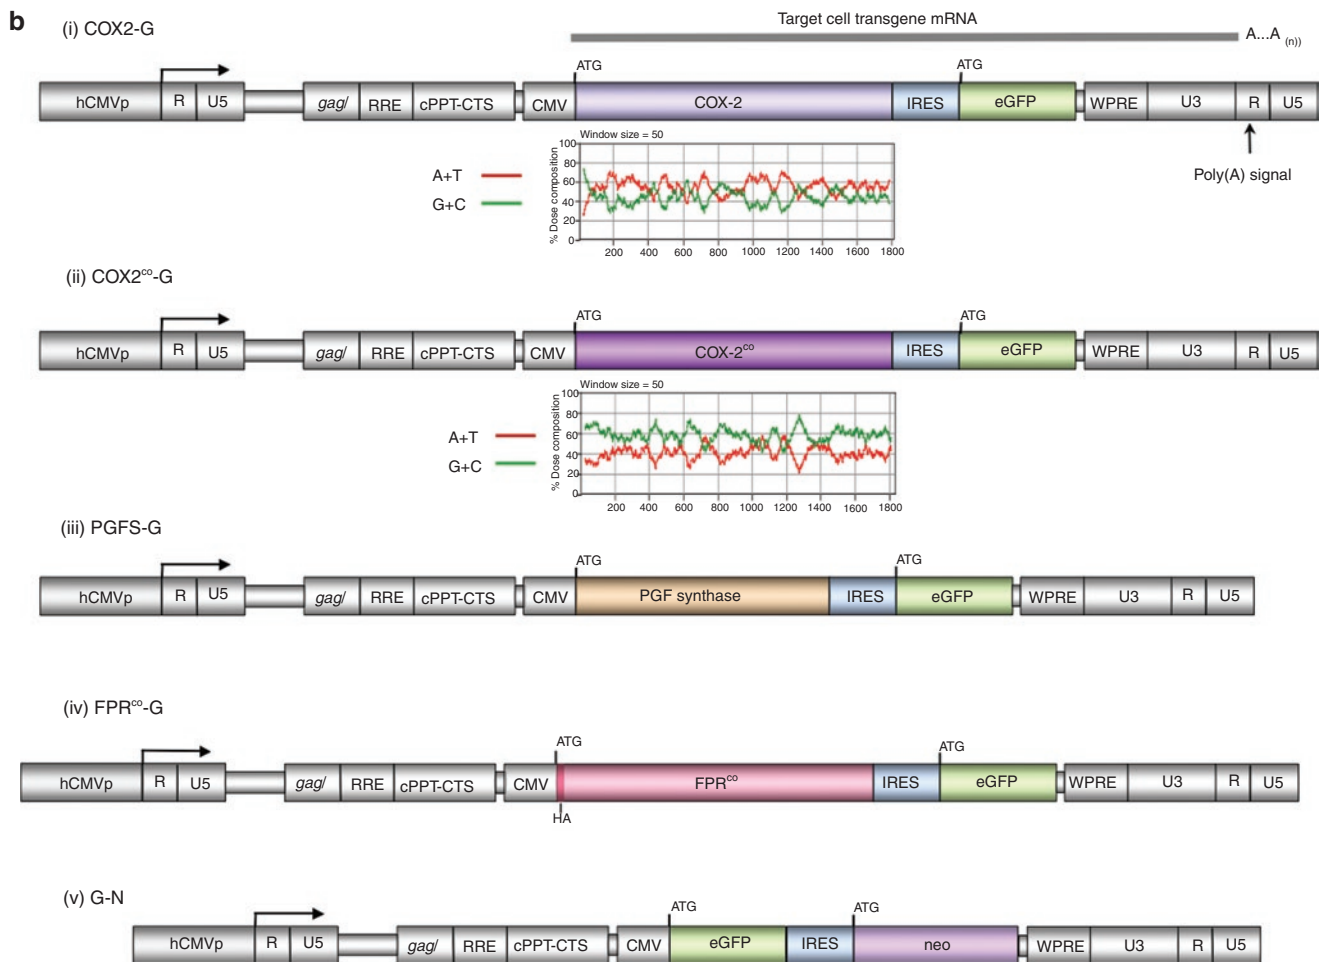 b
(i) COX2-G
Target cell transgene mRNA
A...A (n))
ATG ATG
hCMVp R U5 gag/ RRE cPPT-CTS CMV COX-2 IRES eGFP WPRE U3 R U5
Window size = 50
A+T
G+C
% Dose composition
100
80
60
40
20
0
200 400 600 800 1000 1200 1400 1600 1800
Poly(A) signal
(ii) COX2co-G
ATG ATG
hCMVp R U5 gag/ RRE cPPT-CTS CMV COX-2co IRES eGFP WPRE U3 R U5
Window size = 50
A+T
G+C
% Dose composition
100
80
60
40
20
0
200 400 600 800 1000 1200 1400 1600 1800
(iii) PGFS-G
ATG ATG
hCMVp R U5 gag/ RRE cPPT-CTS CMV PGF synthase IRES eGFP WPRE U3 R U5
(iv) FPRco-G
ATG ATG
hCMVp R U5 gag/ RRE cPPT-CTS CMV FPRco IRES eGFP WPRE U3 R U5
HA
(v) G-N
ATG ATG
hCMVp R U5 gag/ RRE cPPT-CTS CMV eGFP IRES neo WPRE U3 R U5